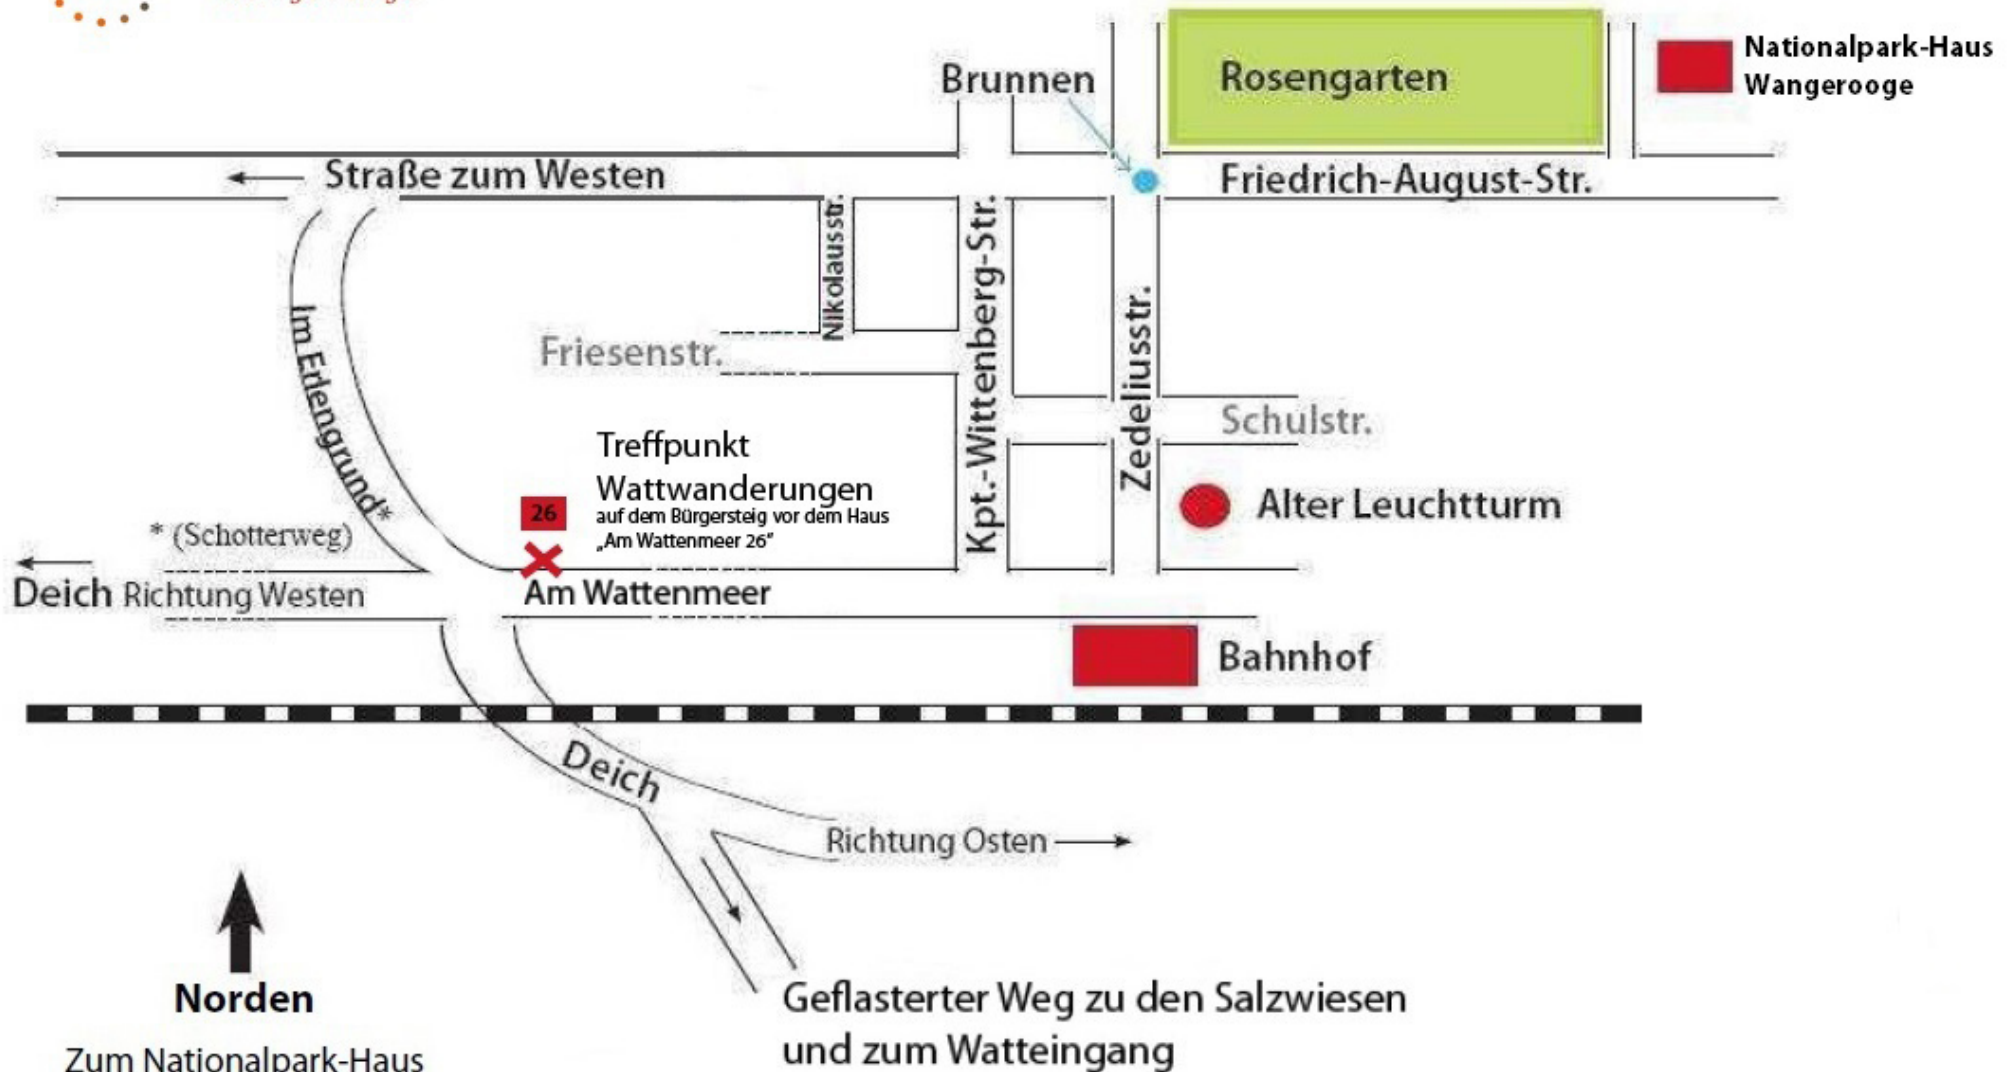 Nationalpark-Haus
Wangerooge
Brunnen
Rosengarten
Straße zum Westen
Friedrich-August-Str.
Nikolausstr.
Kpt.-Wittenberg-Str.
Zedeliusstr.
Im Erlengrund*
Friesenstr.
Schulstr.
Treffpunkt
Wattwanderungen
auf dem Bürgersteig vor dem Haus
„Am Wattenmeer 26“
26
Alter Leuchtturm
* (Schotterweg)
Deich Richtung Westen
Am Wattenmeer
Bahnhof
Deich
Richtung Osten
Norden
Geflasterter Weg zu den Salzwiesen
und zum Watteingang
Zum Nationalpark-Haus